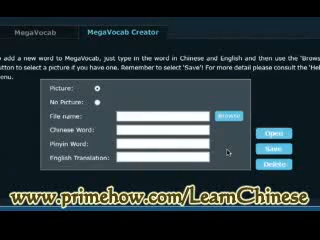 MegaVocab MegaVocab Creator
o add a new word to MegaVocab, just type in the word in Chinese and English and then use the 'Brows
utton to select a picture if you have one. Remember to select 'Save'! For more detail please consult the 'Hel
enu.
Picture:
No Picture:
File name: Browse
Chinese Word: Open
Pinyin Word: Save
English Translation: Delete
www.primehow.com/LearnChinese